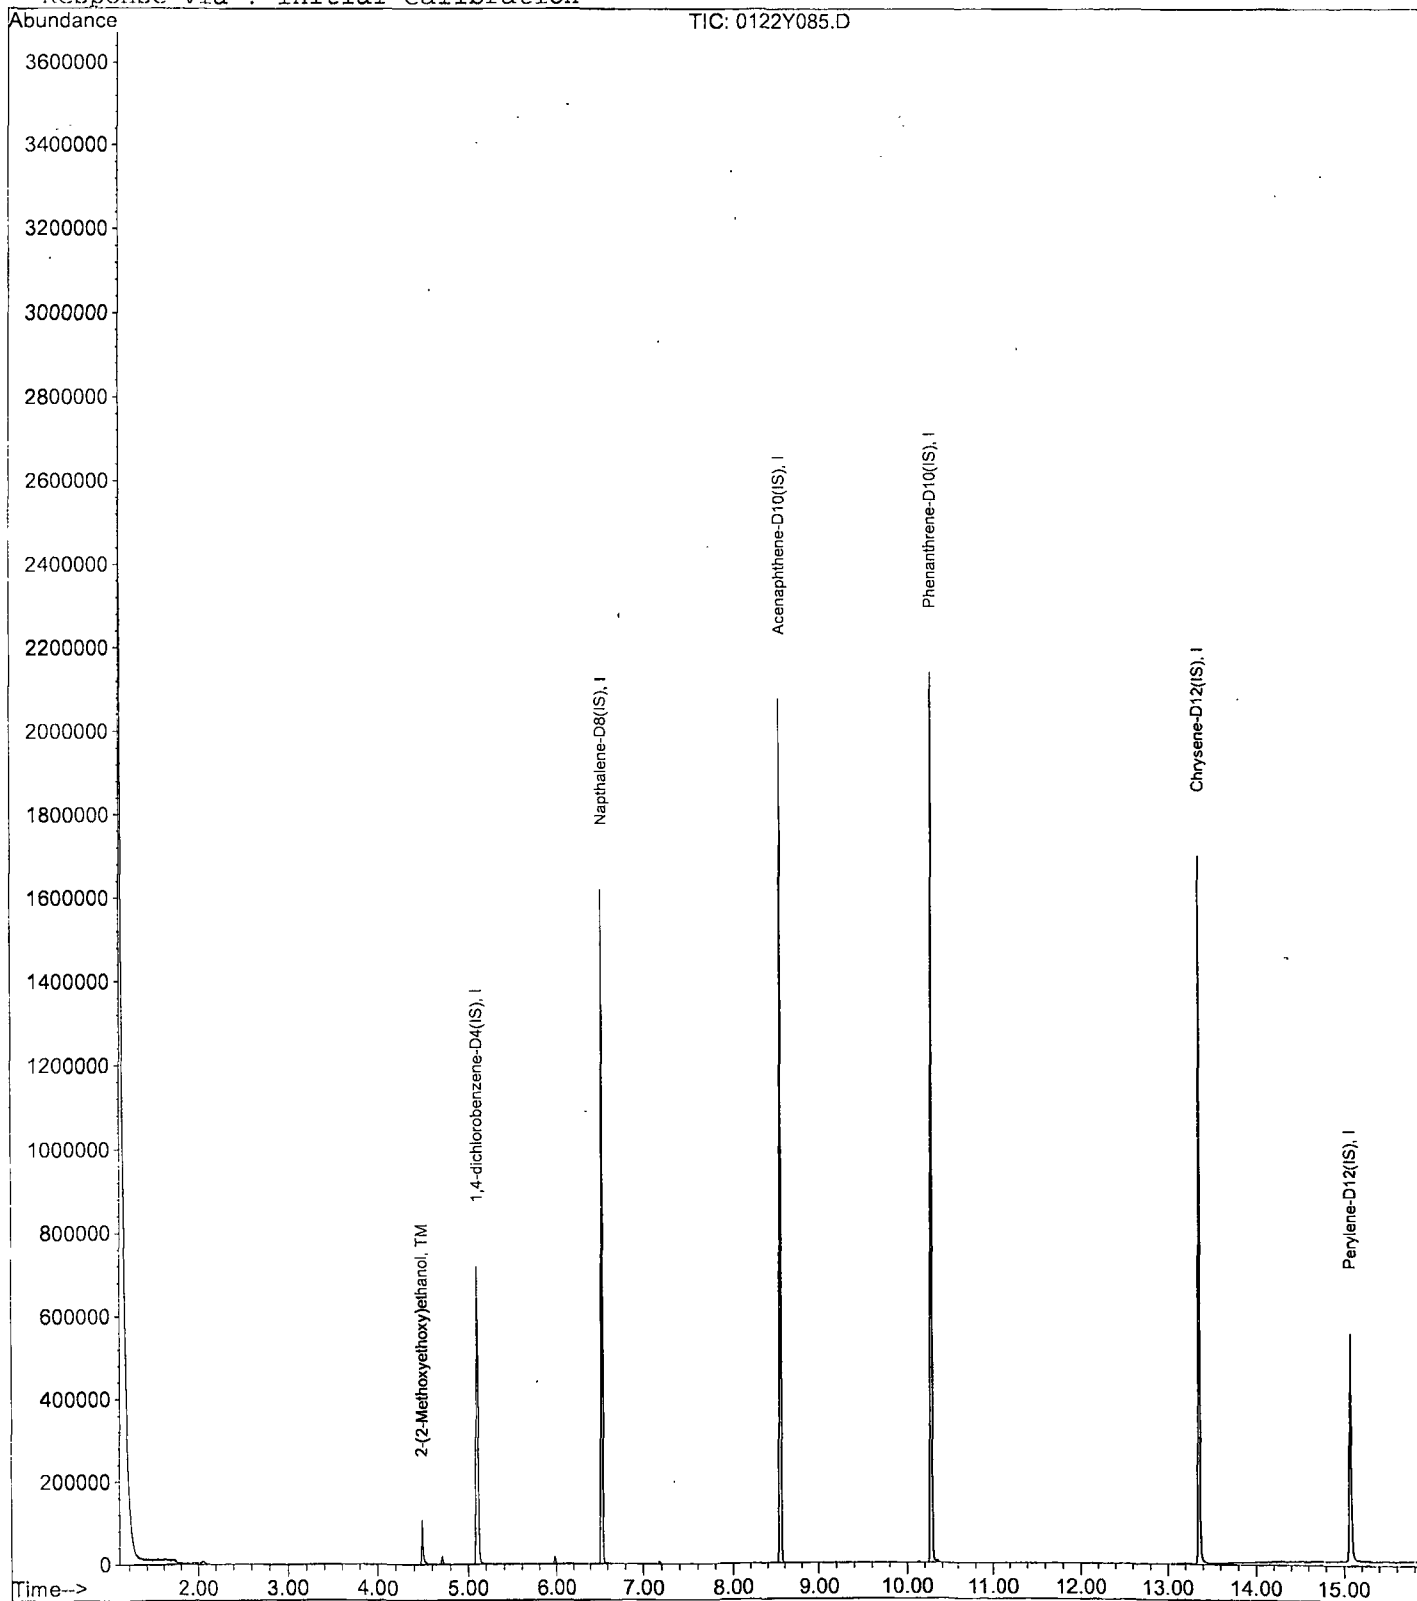 Response via : Initial Calibration
Abundance
TIC: 0122Y085.D
3600000
3400000
3200000
3000000
2800000
2600000
2400000
2200000
2000000
1800000
1600000
1400000
1200000
1000000
800000
600000
400000
200000
0
2-(2-Methoxyethoxy)ethanol, TM
1,4-dichlorobenzene-D4(IS), I
Napthalene-D8(IS), I
Acenaphthene-D10(IS), I
Phenanthrene-D10(IS), I
Chrysene-D12(IS), I
Perylene-D12(IS), I
Time--> 2.00 3.00 4.00 5.00 6.00 7.00 8.00 9.00 10.00 11.00 12.00 13.00 14.00 15.00